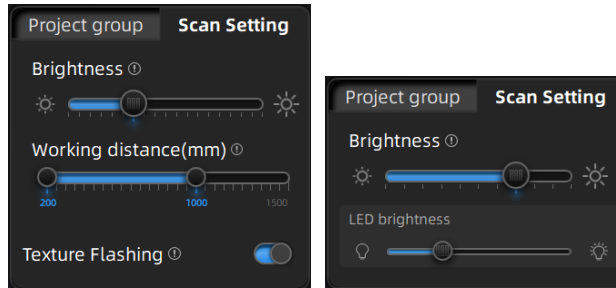 Project group Scan Setting
Brightness
Working distance(mm)
200 1000 1500
Texture Flashing
Project group Scan Setting
Brightness
LED brightness